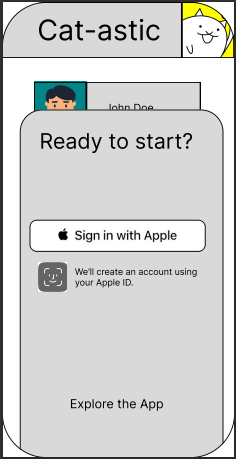 Cat-astic
John Doe
Ready to start?
Sign in with Apple
We'll create an account using
your Apple ID.
Explore the App